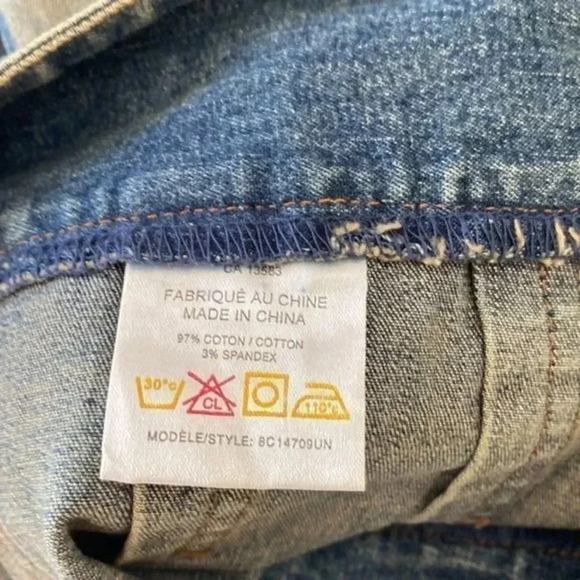 CA 13583
FABRIQUÉ AU CHINE
MADE IN CHINA
97% COTON / COTTON
3% SPANDEX
30°c CL 110°c
MODÈLE/STYLE: 8C14709UN